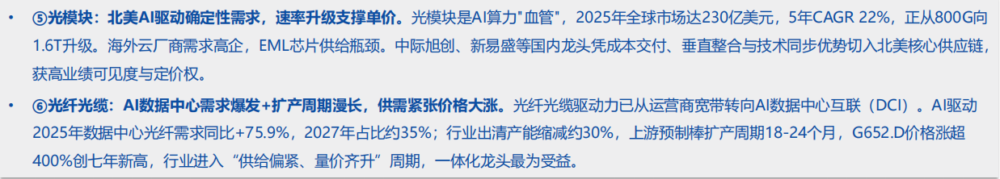 • ⑤光模块：北美AI驱动确定性需求，速率升级支撑单价。光模块是AI算力"血管"，2025年全球市场达230亿美元，5年CAGR 22%，正从800G向
1.6T升级。海外云厂商需求高企，EML芯片供给瓶颈。中际旭创、新易盛等国内龙头凭成本交付、垂直整合与技术同步优势切入北美核心供应链，
获高业绩可见度与定价权。
• ⑥光纤光缆：AI数据中心需求爆发+扩产周期漫长，供需紧张价格大涨。光纤光缆驱动力已从运营商宽带转向AI数据中心互联（DCI）。AI驱动
2025年数据中心光纤需求同比+75.9%，2027年占比约35%；行业出清产能缩减约30%，上游预制棒扩产周期18-24个月，G652.D价格涨超
400%创七年新高，行业进入“供给偏紧、量价齐升”周期，一体化龙头最为受益。